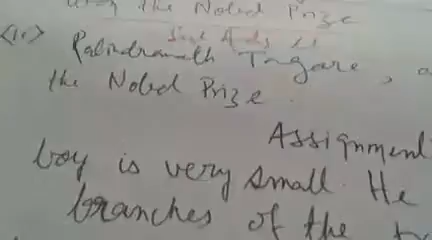 the Nobel Prize
(ii) Rabindranath Tagore,
the Nobel Prize.
Assignment
boy is very small. He
branches of the